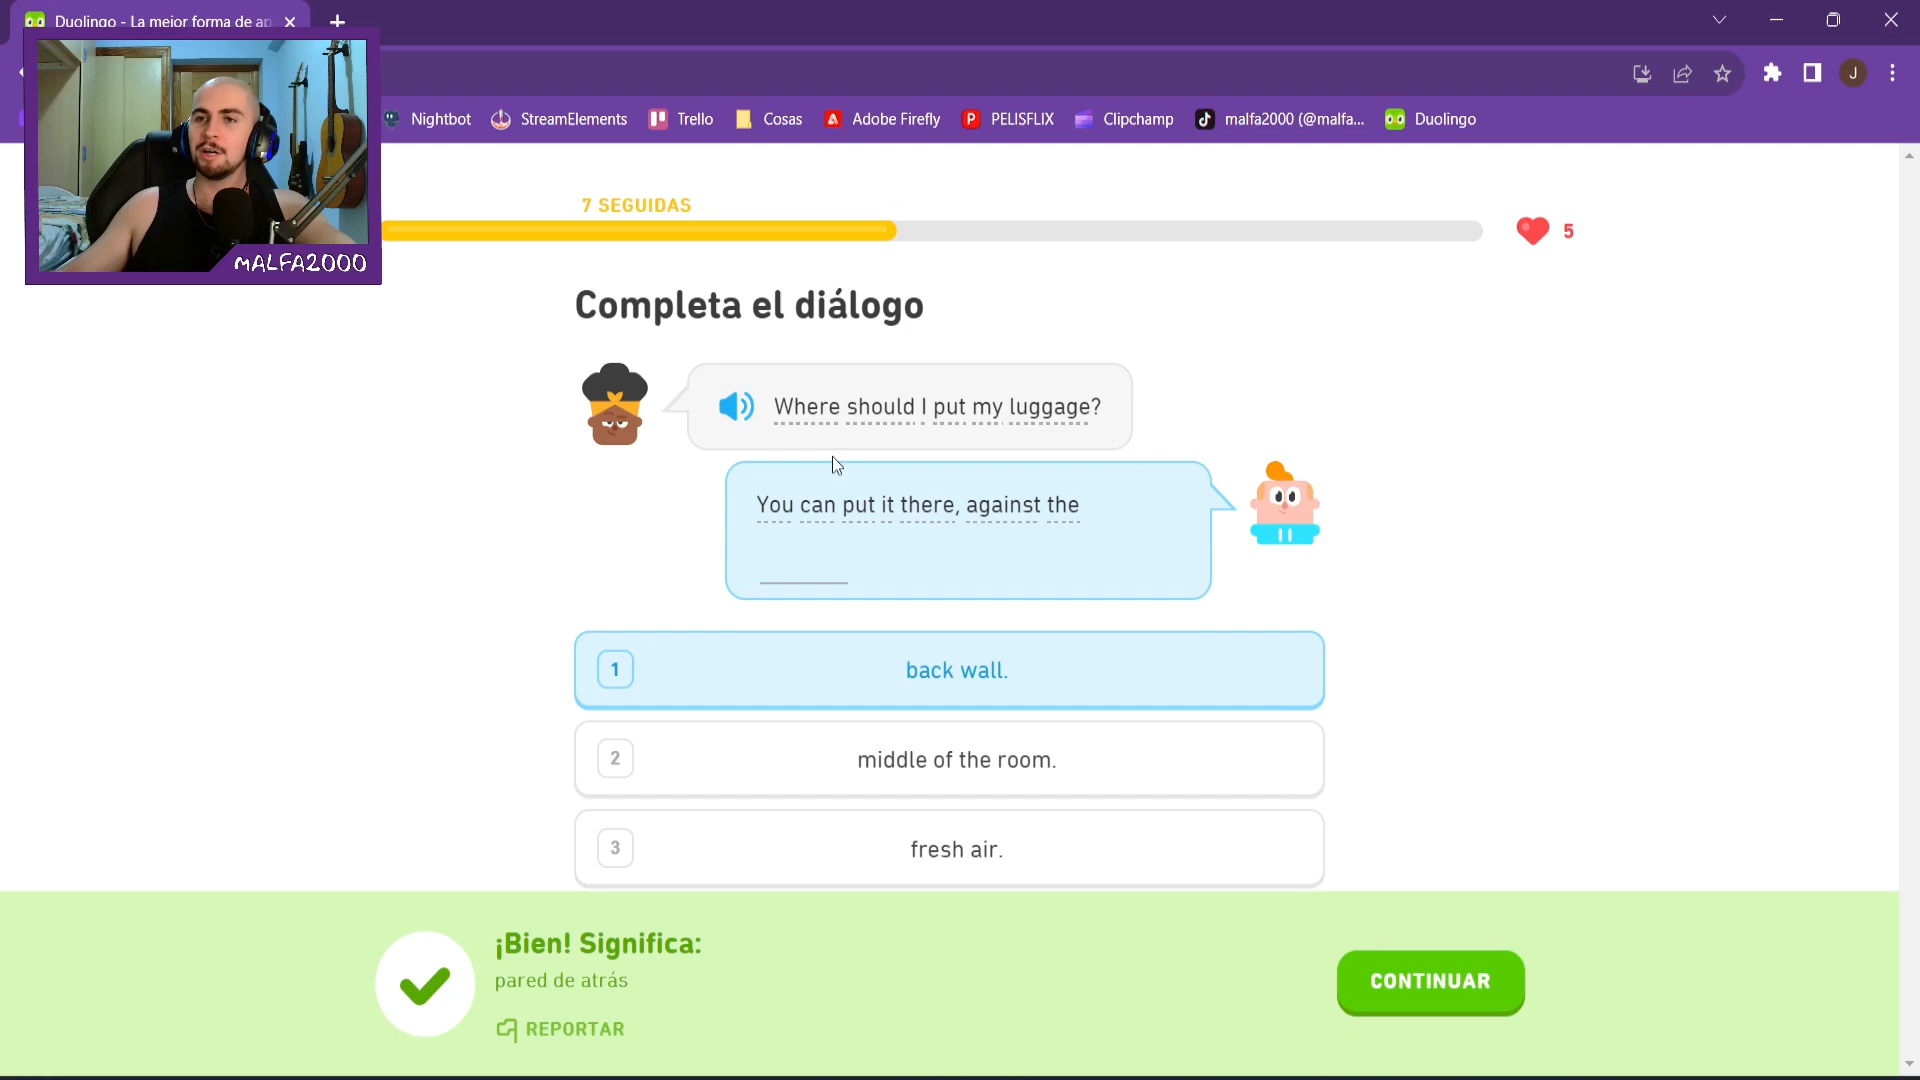 Duolingo - La mejor forma de ap
J
Nightbot StreamElements Trello Cosas Adobe Firefly PELISFLIX Clipchamp malfa2000 (@malfa... Duolingo
MALFA2000
7 SEGUIDAS
5
Completa el diálogo
Where should I put my luggage?
You can put it there, against the
1 back wall.
2 middle of the room.
3 fresh air.
¡Bien! Significa:
pared de atrás
REPORTAR
CONTINUAR